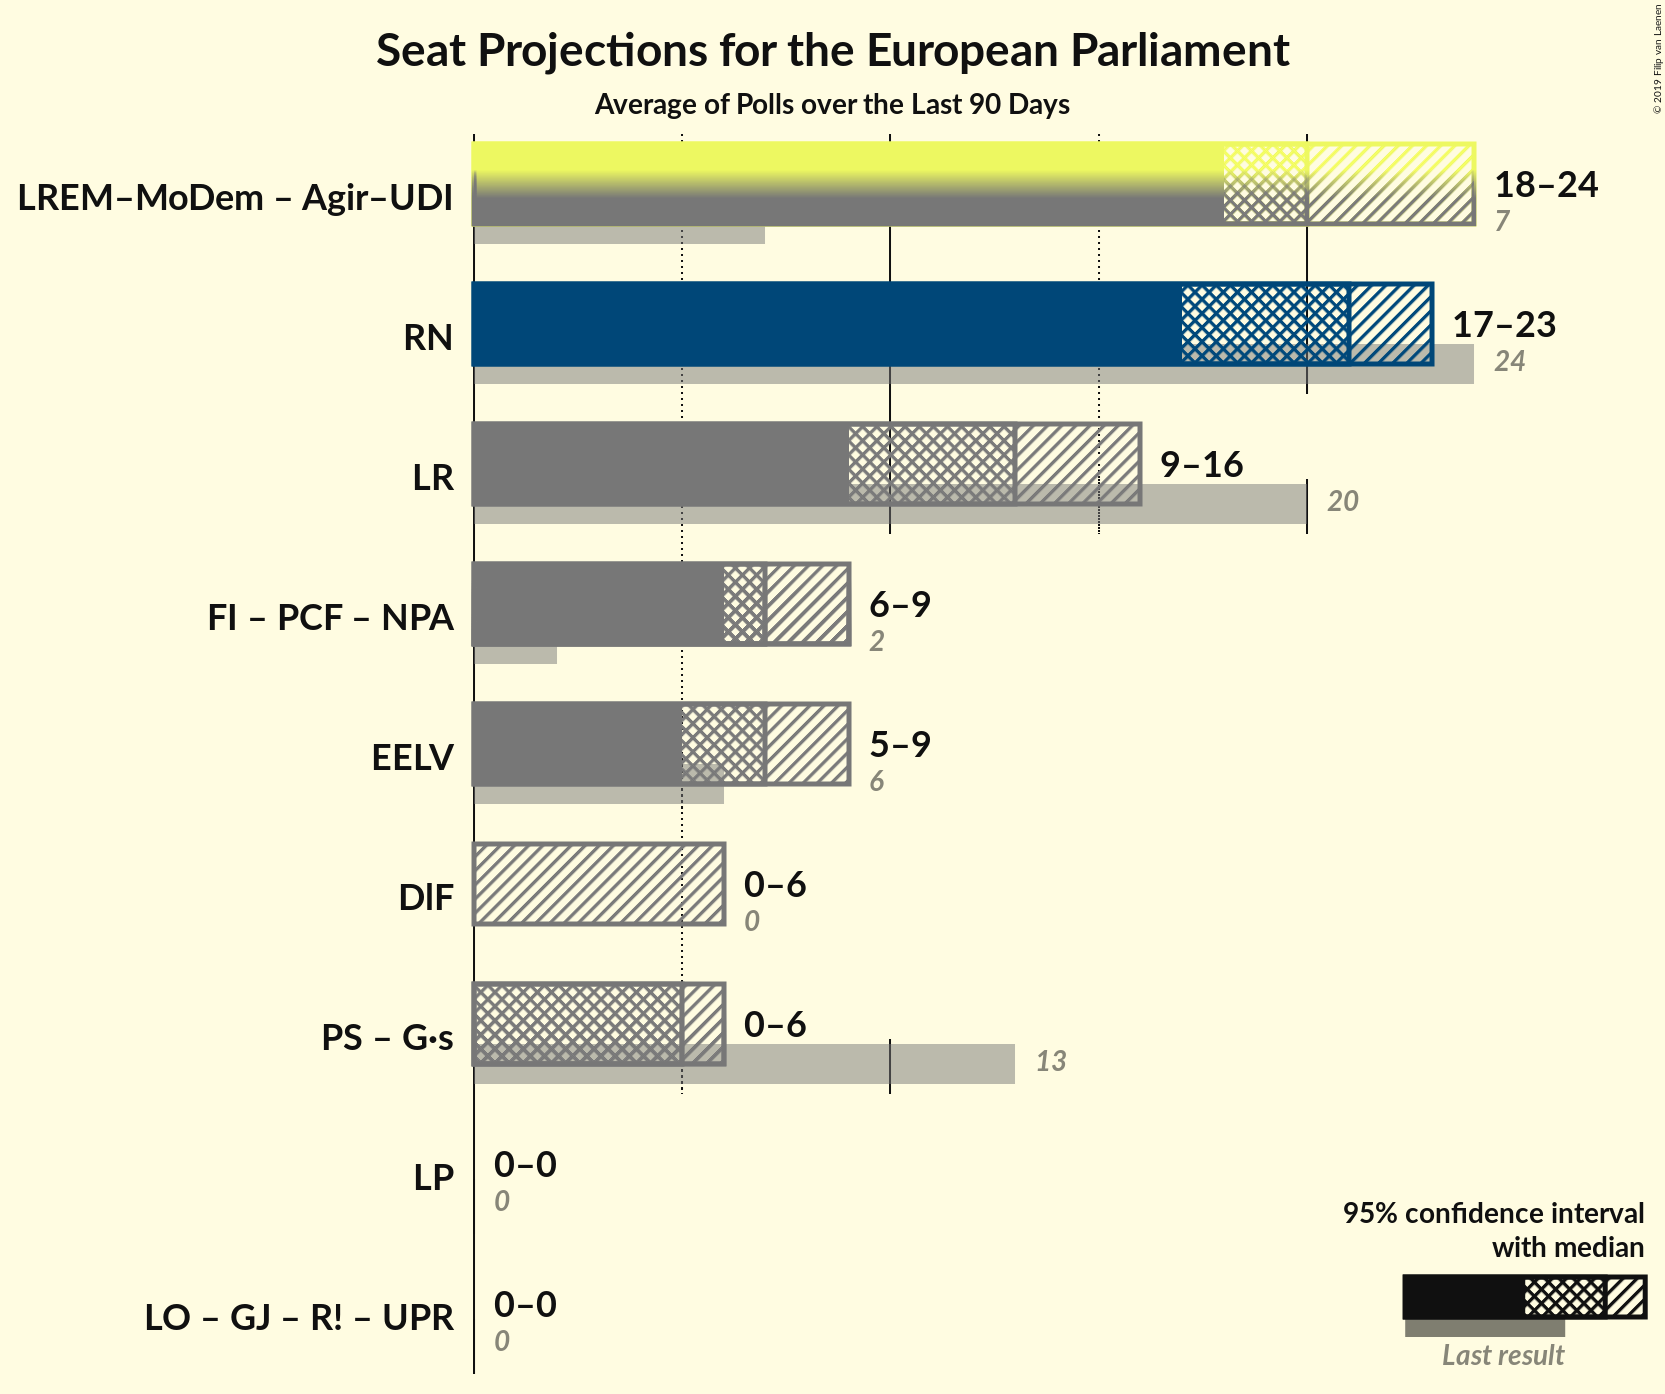 Seat Projections for the European Parliament
Average of Polls over the Last 90 Days
© 2019 Filip van Laenen
LREM–MoDem – Agir–UDI
18–24
7
RN
17–23
24
LR
9–16
20
FI – PCF – NPA
6–9
2
EELV
5–9
6
DlF
0–6
0
PS – G·s
0–6
13
LP
0–0
0
LO – GJ – R! – UPR
0–0
0
95% confidence interval
with median
Last result